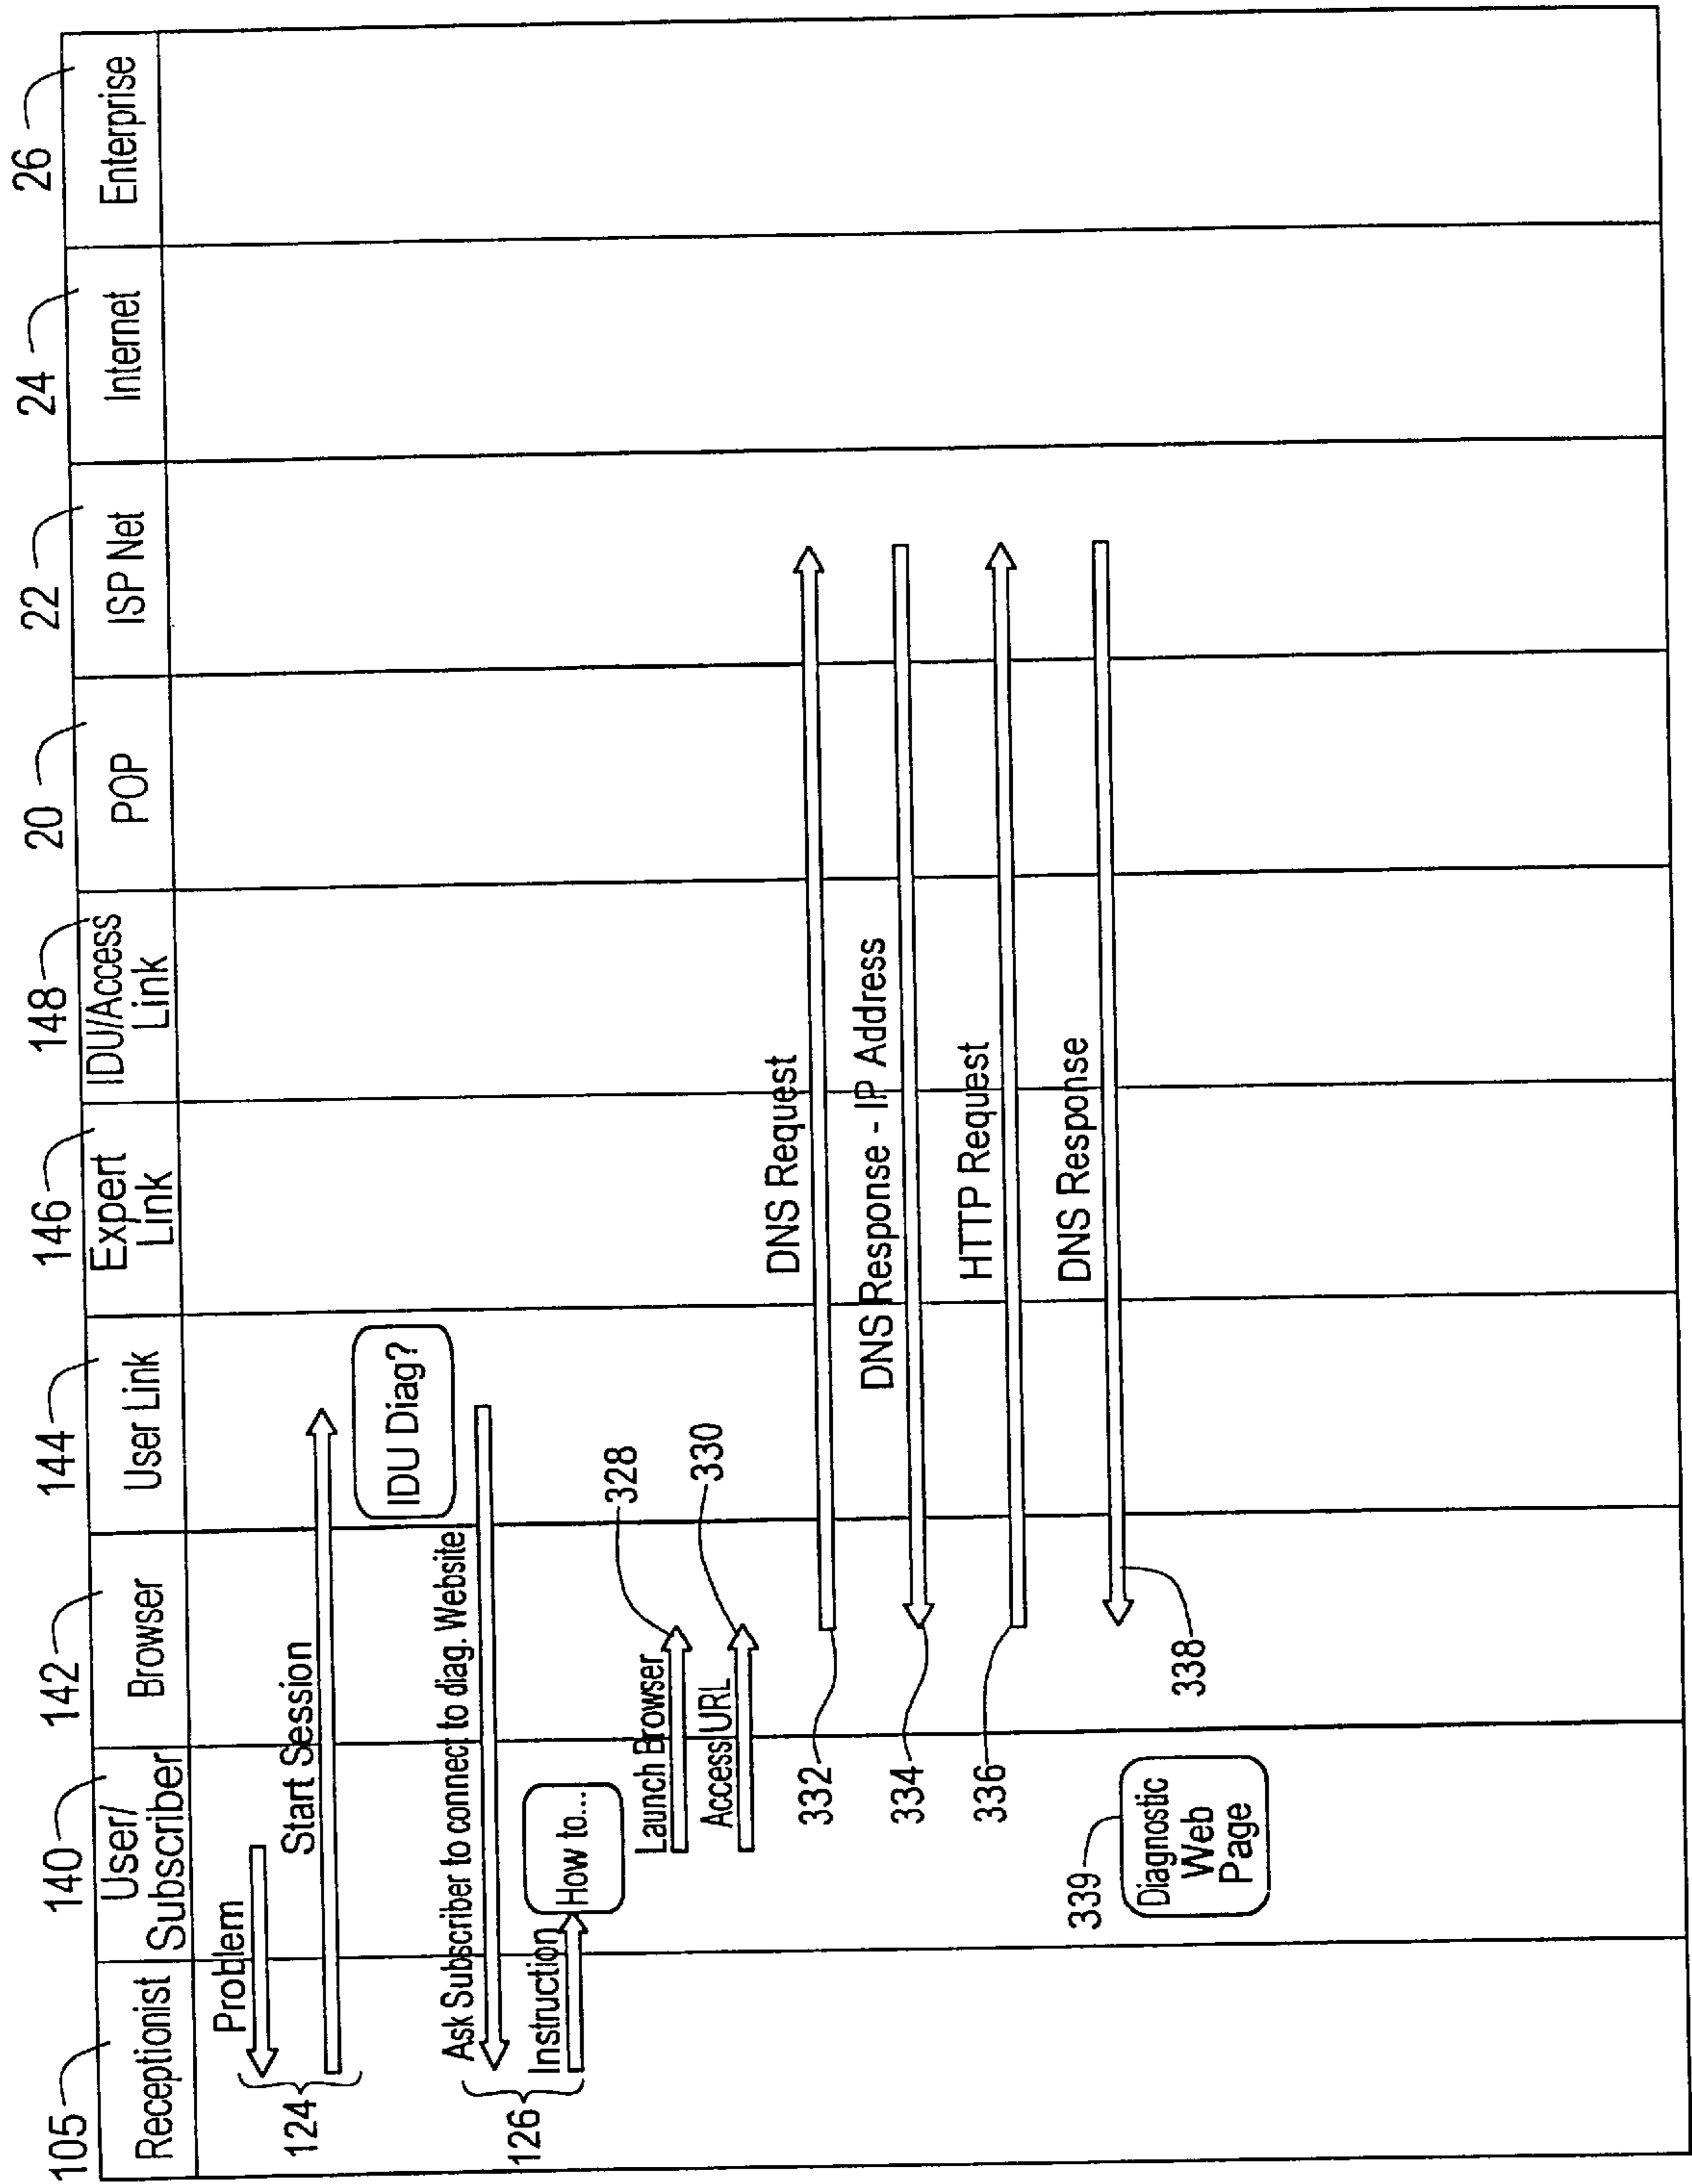 105
140
142
144
146
148
20
22
24
26
Receptionist
User/
Subscriber
Browser
User Link
Expert
Link
IDU/Access
Link
POP
ISP Net
Internet
Enterprise
Problem
Start Session
124
IDU Diag?
Ask Subscriber to connect to diag. Website
Instruction
How to...
126
Launch Browser
328
Access URL
330
DNS Request
332
DNS Response - IP Address
334
HTTP Request
336
DNS Response
338
339
Diagnostic
Web
Page